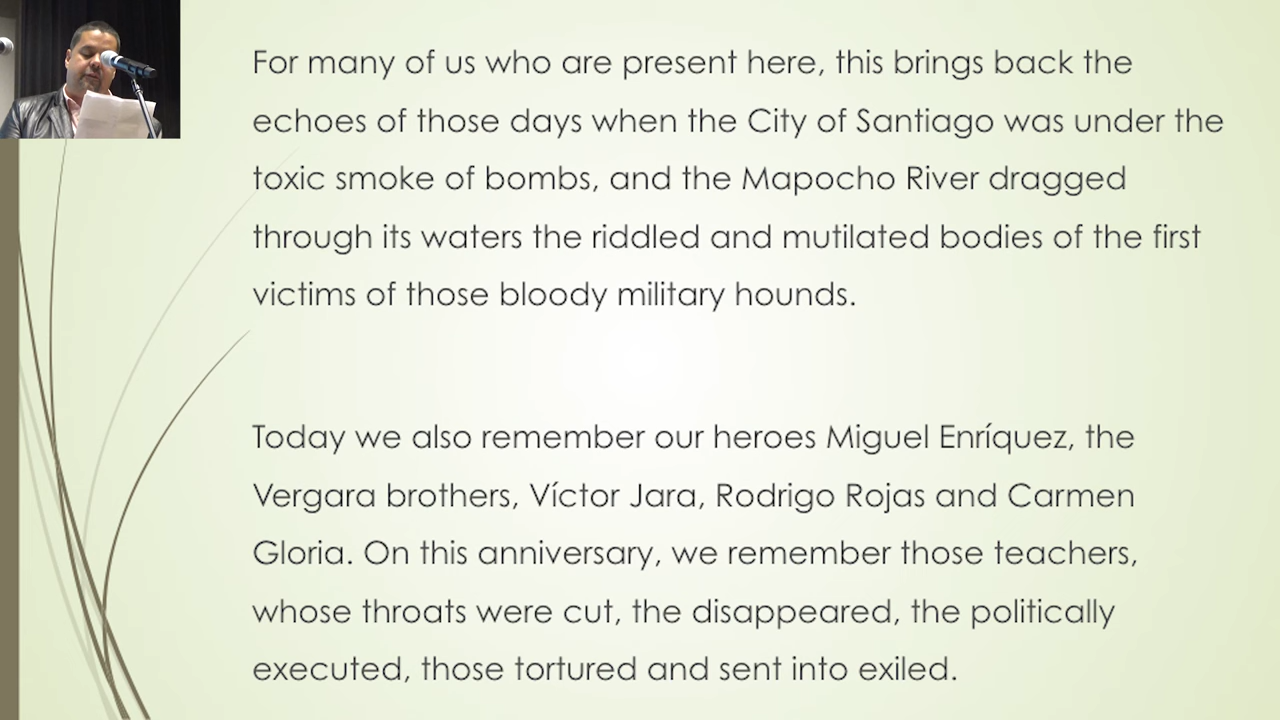 For many of us who are present here, this brings back the
echoes of those days when the City of Santiago was under the
toxic smoke of bombs, and the Mapocho River dragged
through its waters the riddled and mutilated bodies of the first
victims of those bloody military hounds.
Today we also remember our heroes Miguel Enríquez, the
Vergara brothers, Víctor Jara, Rodrigo Rojas and Carmen
Gloria. On this anniversary, we remember those teachers,
whose throats were cut, the disappeared, the politically
executed, those tortured and sent into exiled.